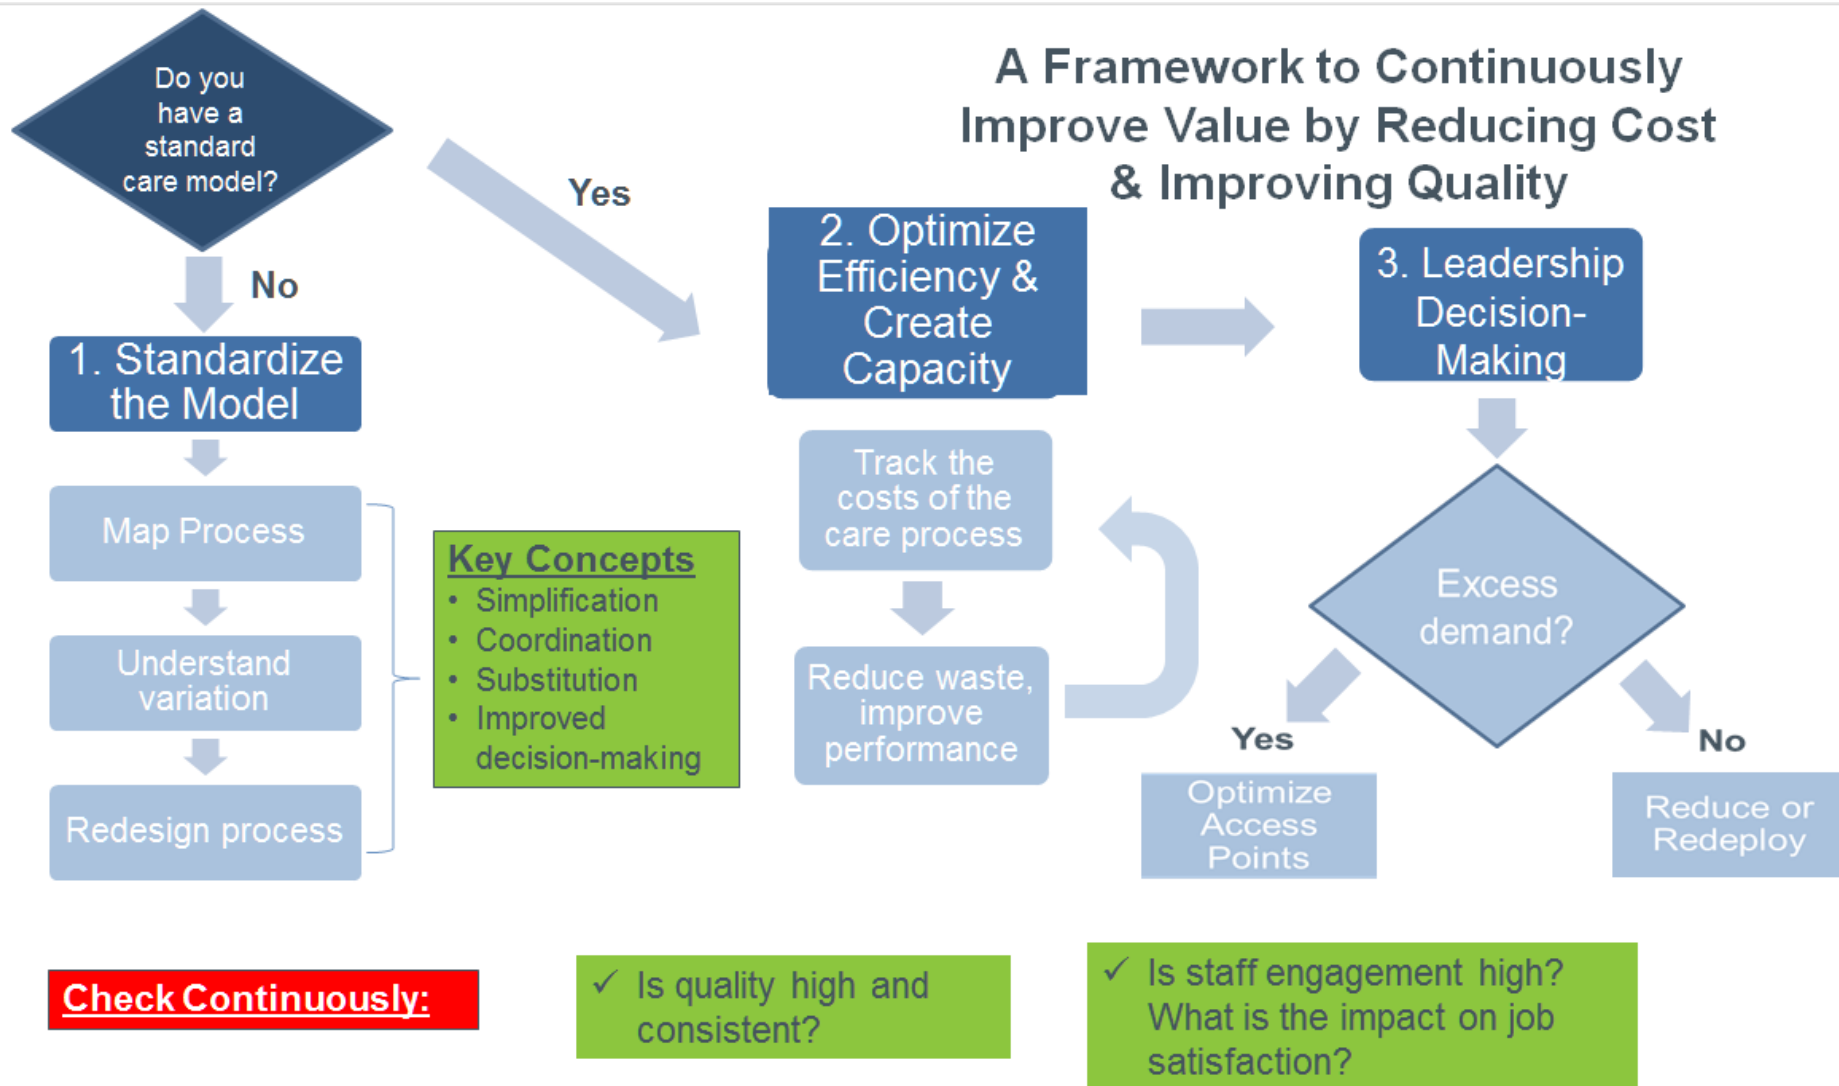 Do you
have a
standard
care model?
A Framework to Continuously
Improve Value by Reducing Cost
& Improving Quality
Yes
No
1. Standardize
the Model
Map Process
Understand
variation
Redesign process
Key Concepts
• Simplification
• Coordination
• Substitution
• Improved
decision-making
2. Optimize
Efficiency &
Create
Capacity
Track the
costs of the
care process
Reduce waste,
improve
performance
3. Leadership
Decision-
Making
Excess
demand?
Yes
No
Optimize
Access
Points
Reduce or
Redeploy
Check Continuously:
✓ Is quality high and
consistent?
✓ Is staff engagement high?
What is the impact on job
satisfaction?